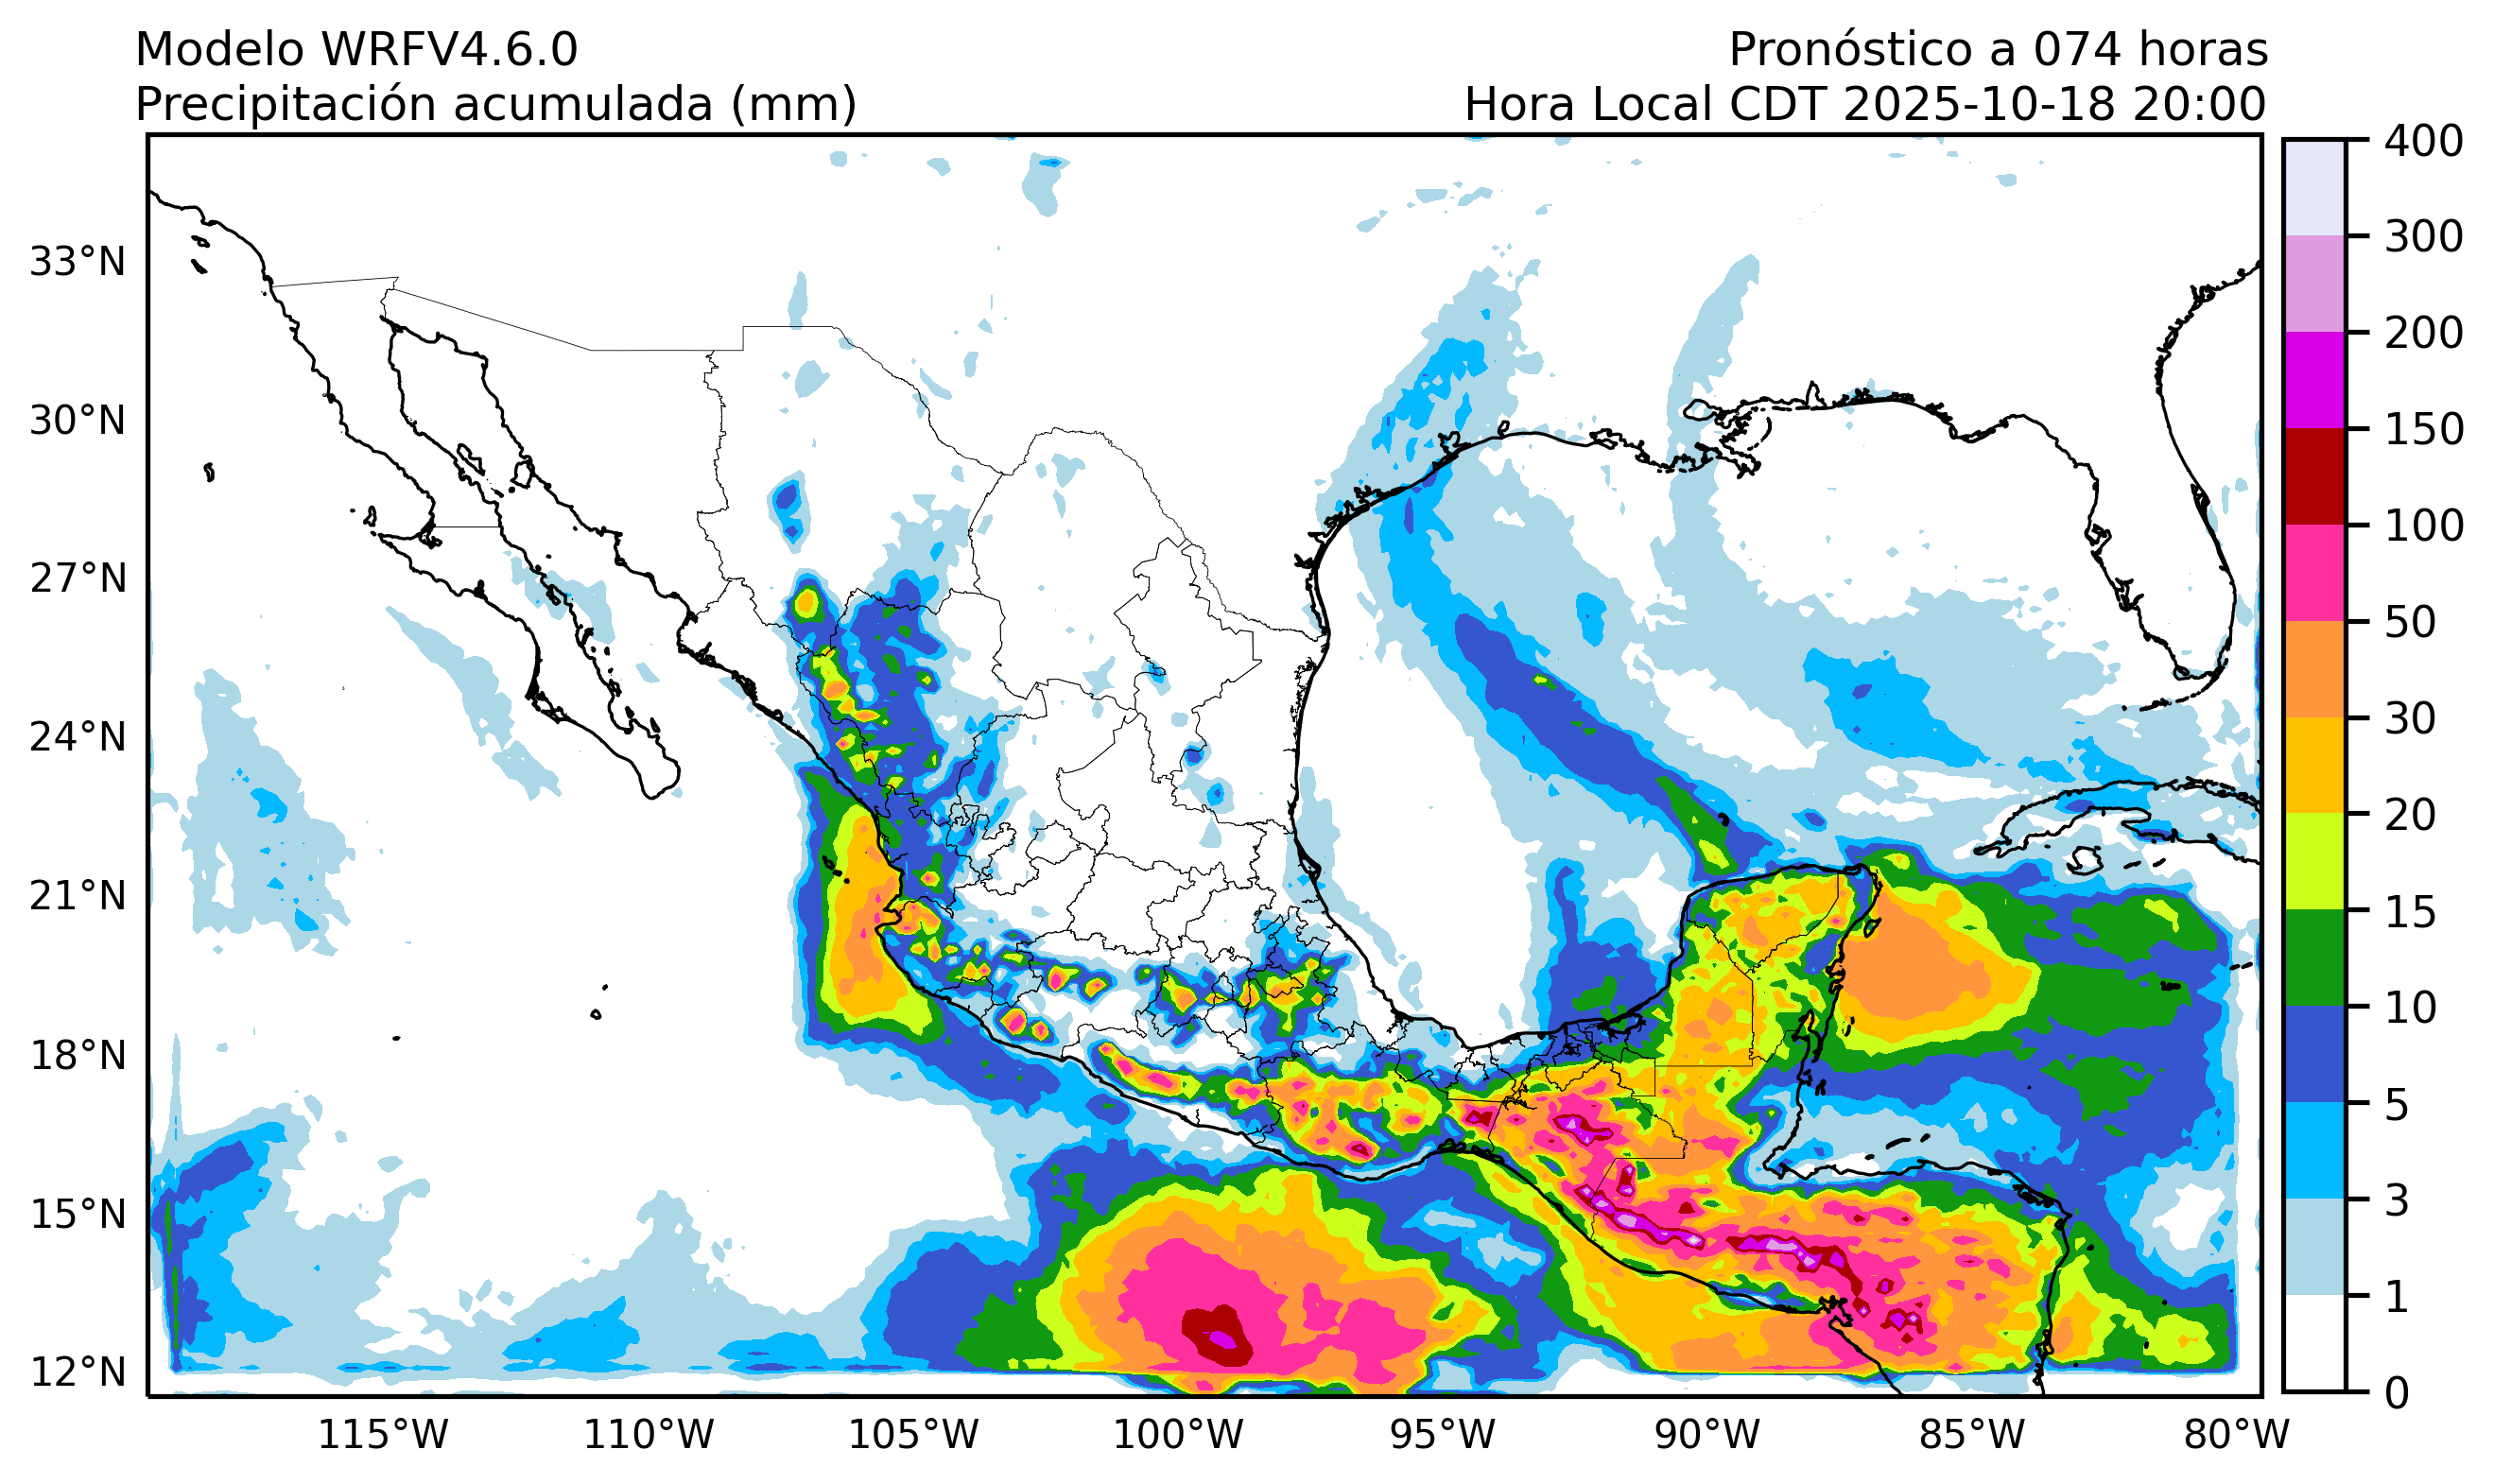 Modelo WRFV4.6.0
Pronóstico a 074 horas
Precipitación acumulada (mm)
Hora Local CDT 2025-10-18 20:00
33°N
30°N
27°N
24°N
21°N
18°N
15°N
12°N
115°W
110°W
105°W
100°W
95°W
90°W
85°W
80°W
400
300
200
150
100
50
30
20
15
10
5
3
1
0